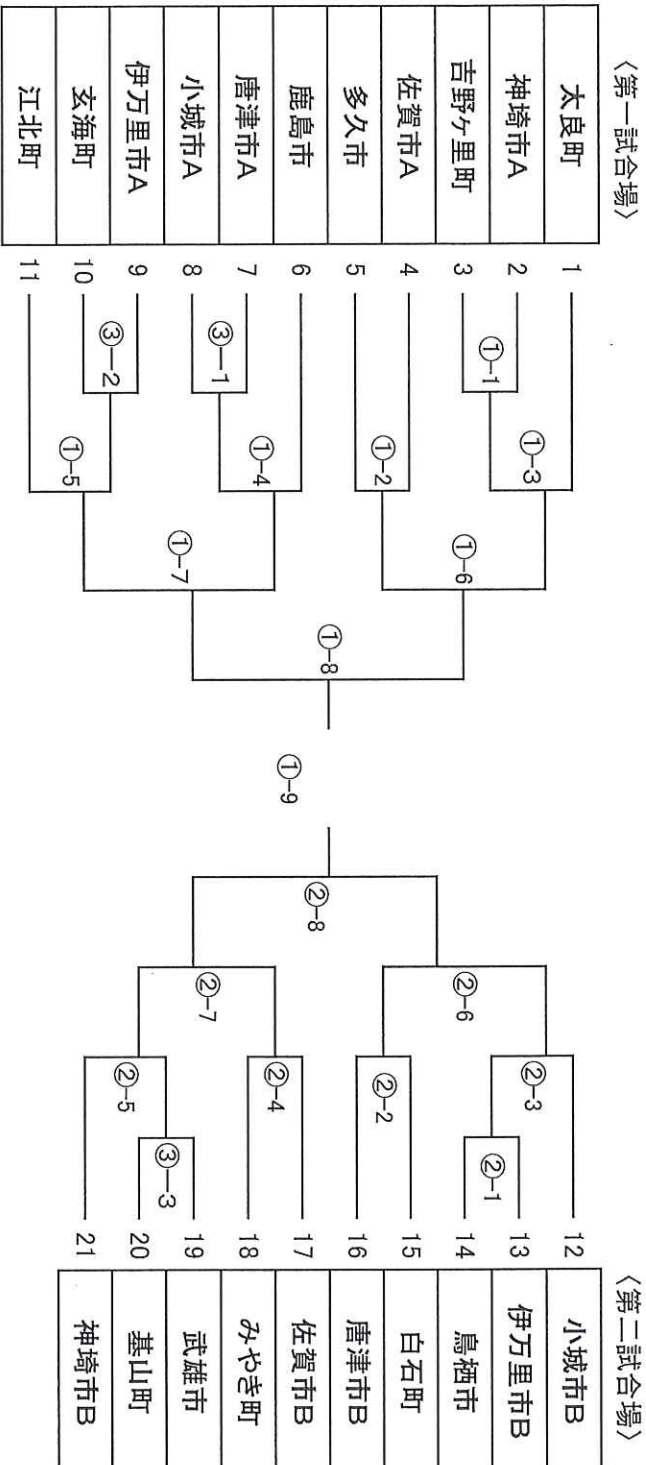 〈第一試合場〉
太良町 1
神埼市A 2
吉野ヶ里町 3
佐賀市A 4
多久市 5
鹿島市 6
唐津市A 7
小城市A 8
伊万里市A 9
玄海町 10
江北町 11
①-1
①-2
③-1
③-2
①-3
①-4
①-5
①-6
①-7
①-8
①-9
②-8
②-6
②-7
②-3
②-2
②-4
②-5
②-1
③-3
〈第二試合場〉
12 小城市B
13 伊万里市B
14 鳥栖市
15 白石町
16 唐津市B
17 佐賀市B
18 みやき町
19 武雄市
20 基山町
21 神埼市B